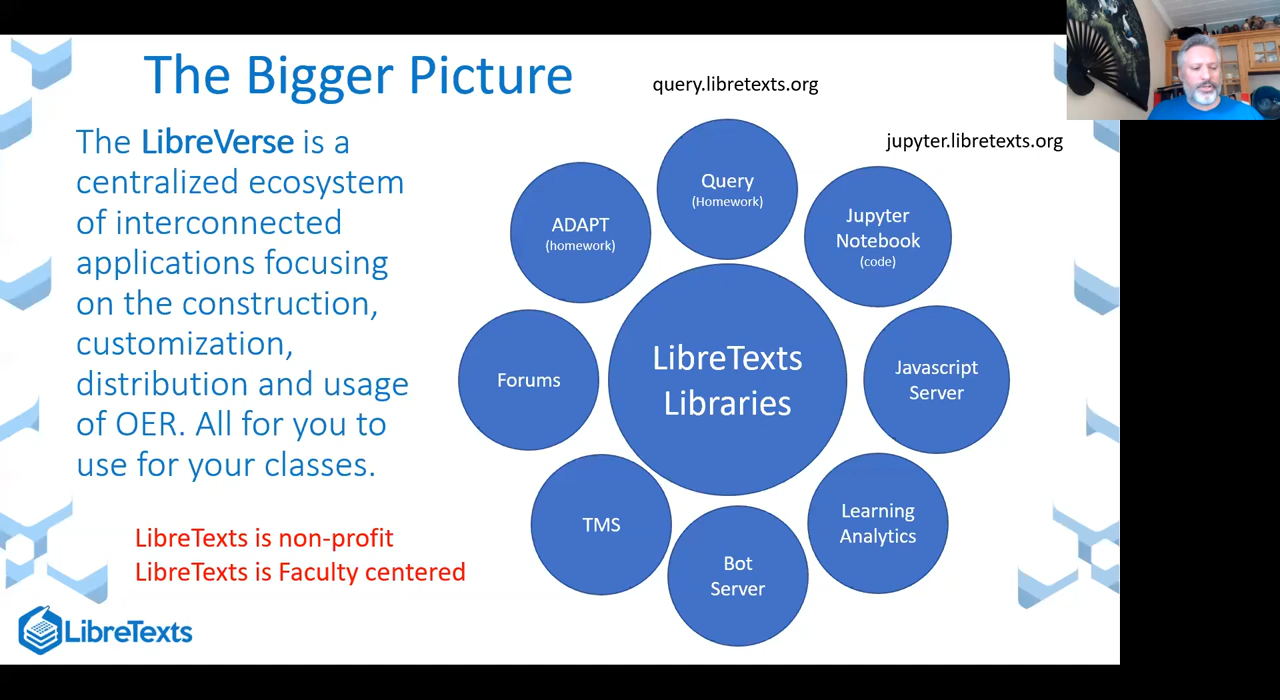 The Bigger Picture
query.libretexts.org
jupyter.libretexts.org
The LibreVerse is a
centralized ecosystem
of interconnected
applications focusing
on the construction,
customization,
distribution and usage
of OER. All for you to
use for your classes.
LibreTexts is non-profit
LibreTexts is Faculty centered
LibreTexts
Query
(Homework)
ADAPT
(homework)
Jupyter
Notebook
(code)
Forums
LibreTexts
Libraries
Javascript
Server
TMS
Learning
Analytics
Bot
Server